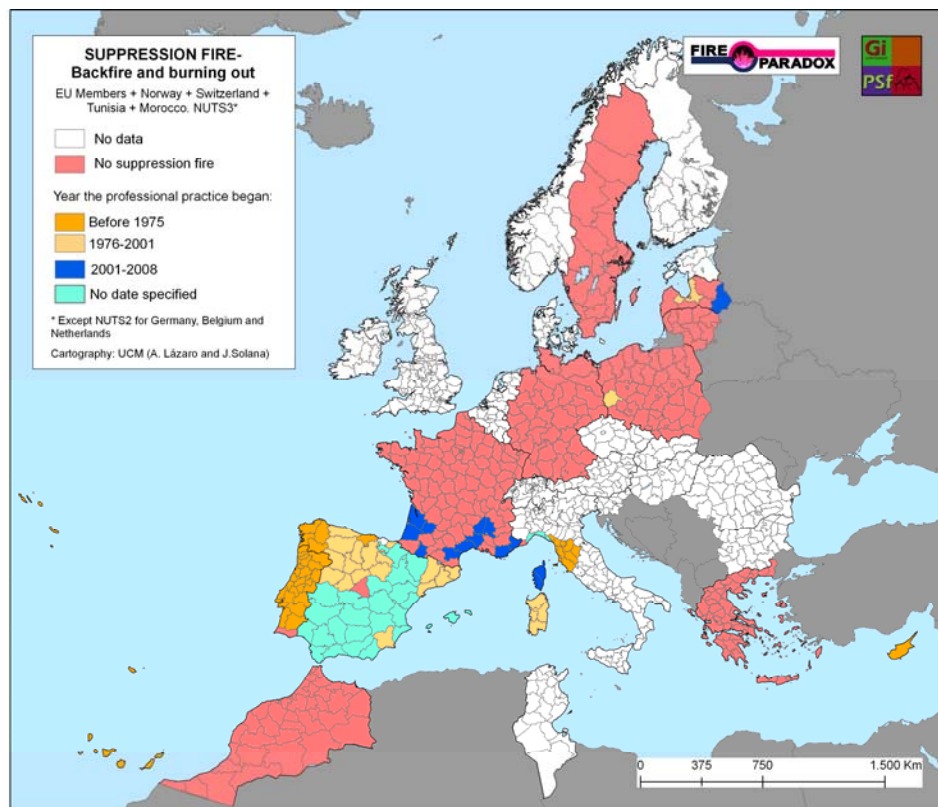 SUPPRESSION FIRE-
Backfire and burning out
EU Members + Norway + Switzerland +
Tunisia + Morocco. NUTS3*
No data
No suppression fire
Year the professional practice began:
Before 1975
1976-2001
2001-2008
No date specified
* Except NUTS2 for Germany, Belgium and
Netherlands
Cartography: UCM (A. Lázaro and J.Solana)
FIRE
PARADOX
Gi
PSf
0 375 750 1.500 Km